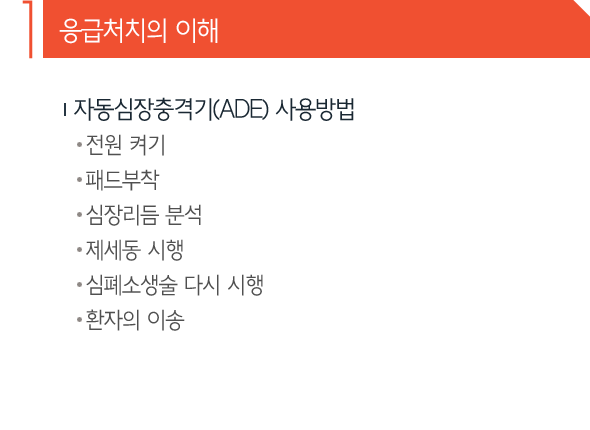 1 응급처치의 이해
자동심장충격기(ADE) 사용방법
• 전원 켜기
• 패드부착
• 심장리듬 분석
• 제세동 시행
• 심폐소생술 다시 시행
• 환자의 이송